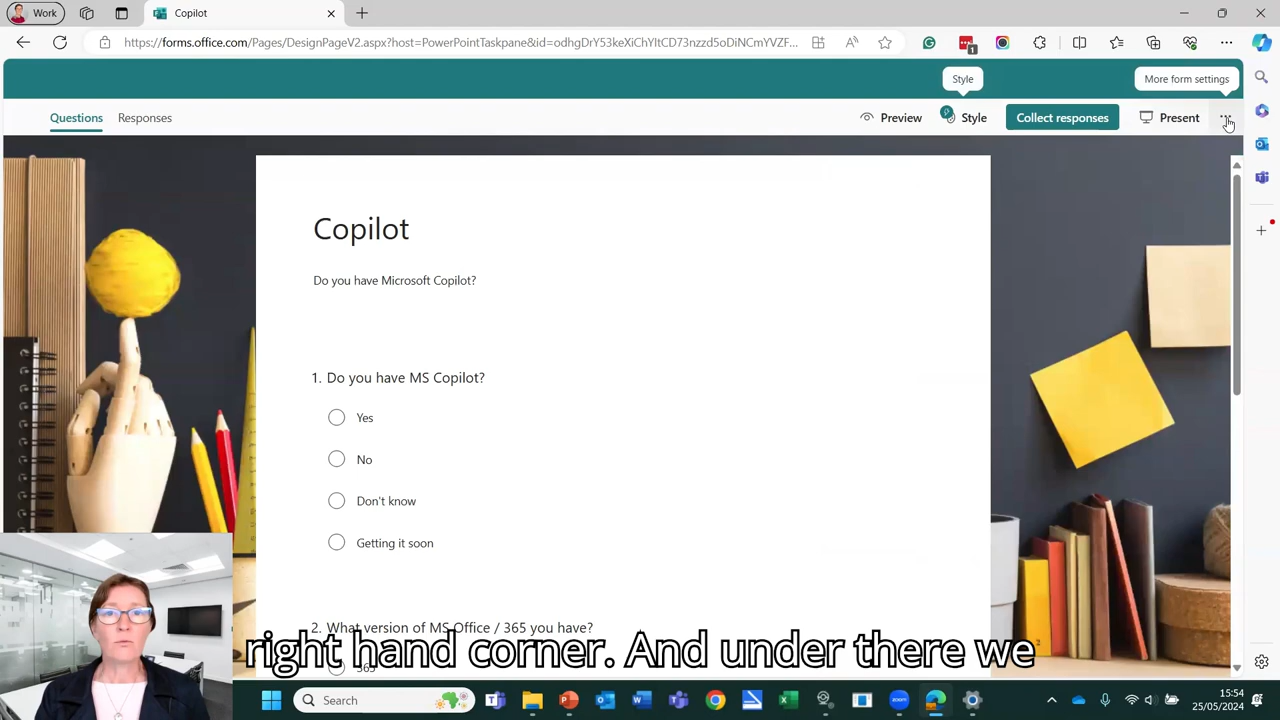 Work
Copilot
https://forms.office.com/Pages/DesignPageV2.aspx?host=PowerPointTaskpane&id=odhgDrY53keXiChYItCD73nzzd5oDiNCmYVZF...
1
Style
More form settings
Questions
Responses
Preview
Style
Collect responses
Present
Copilot
Do you have Microsoft Copilot?
1. Do you have MS Copilot?
Yes
No
Don't know
Getting it soon
2. What version of MS Office / 365 you have?
365
right hand corner. And under there we
Search
15:54
25/05/2024